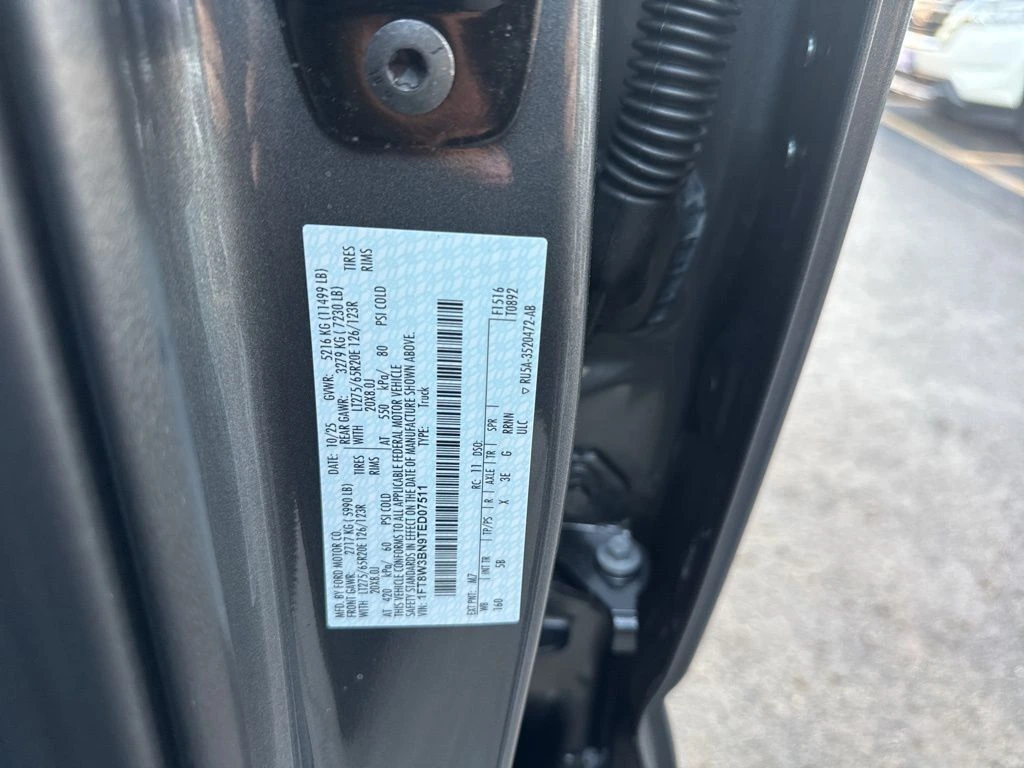 MFD. BY FORD MOTOR CO.
DATE: 10/25 GVWR: 5216 KG (11499 LB)
FRONT GAWR: 2717 KG (5990 LB) REAR GAWR: 3279 KG (7230 LB)
WITH LT275/65R20E 126/123R TIRES WITH LT275/65R20E 126/123R TIRES
20X8.0J RIMS 20X8.0J RIMS
AT 420 kPa/ 60 PSI COLD AT 550 kPa/ 80 PSI COLD
THIS VEHICLE CONFORMS TO ALL APPLICABLE FEDERAL MOTOR VEHICLE
SAFETY STANDARDS IN EFFECT ON THE DATE OF MANUFACTURE SHOWN ABOVE.
VIN: 1FT8W3BN9TED07511 TYPE: Truck
EXT PNT: M7 RC: 11 DSO: F1516
WB INT TR TP/PS R AXLE TR SPR T0892
160 5B X 3E G RRNN
ULC RU5A-3520472-AB